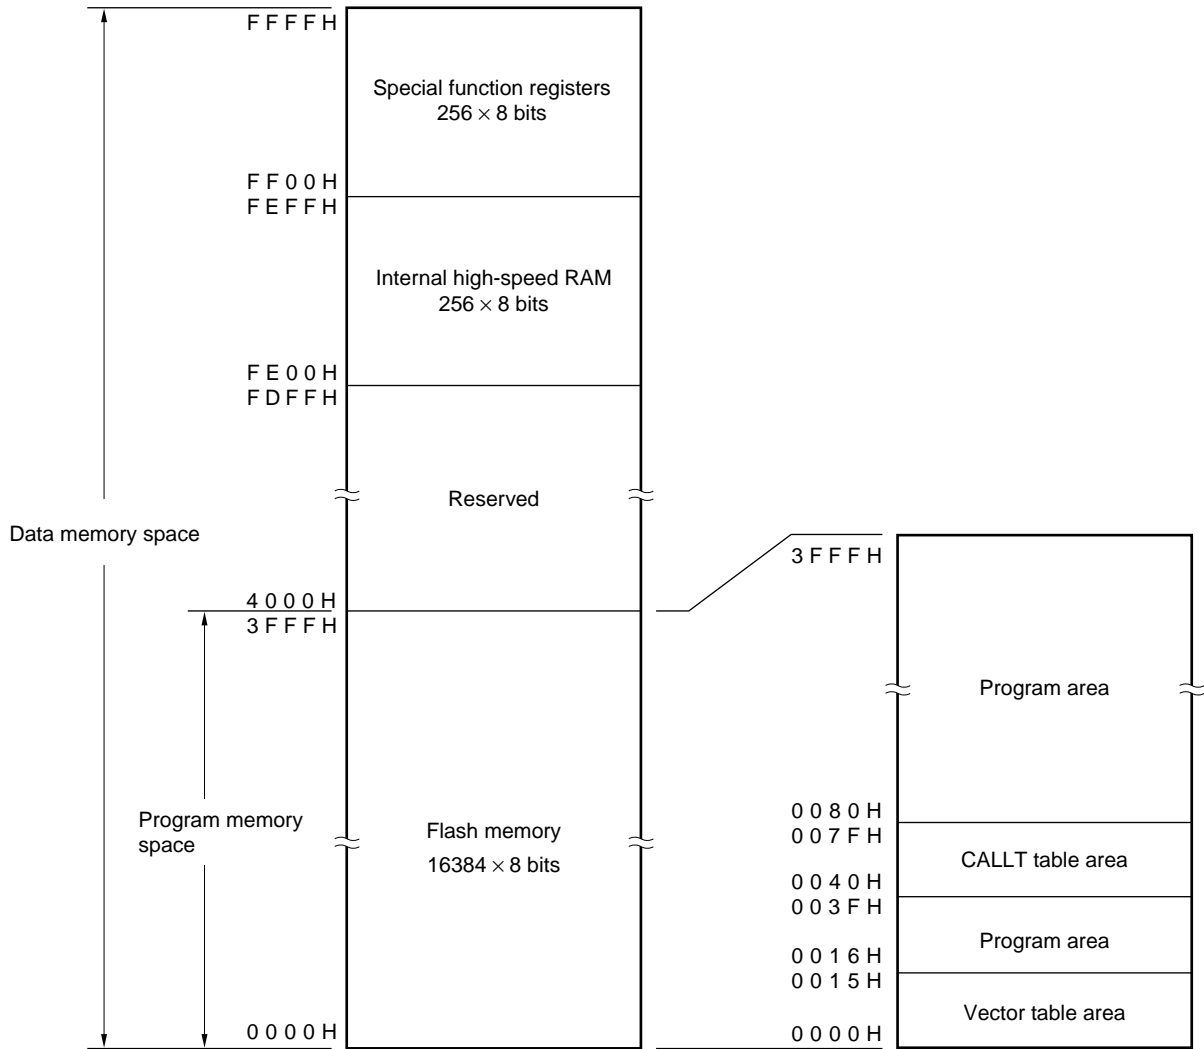 FFFFH
Special function registers
256 × 8 bits
FF00H
FEFFH
Internal high-speed RAM
256 × 8 bits
FE00H
FDFFH
Reserved
Data memory space
4000H
3FFFH
Program memory
space
Flash memory
16384 × 8 bits
0000H
3FFFH
Program area
0080H
007FH
CALLT table area
0040H
003FH
Program area
0016H
0015H
Vector table area
0000H